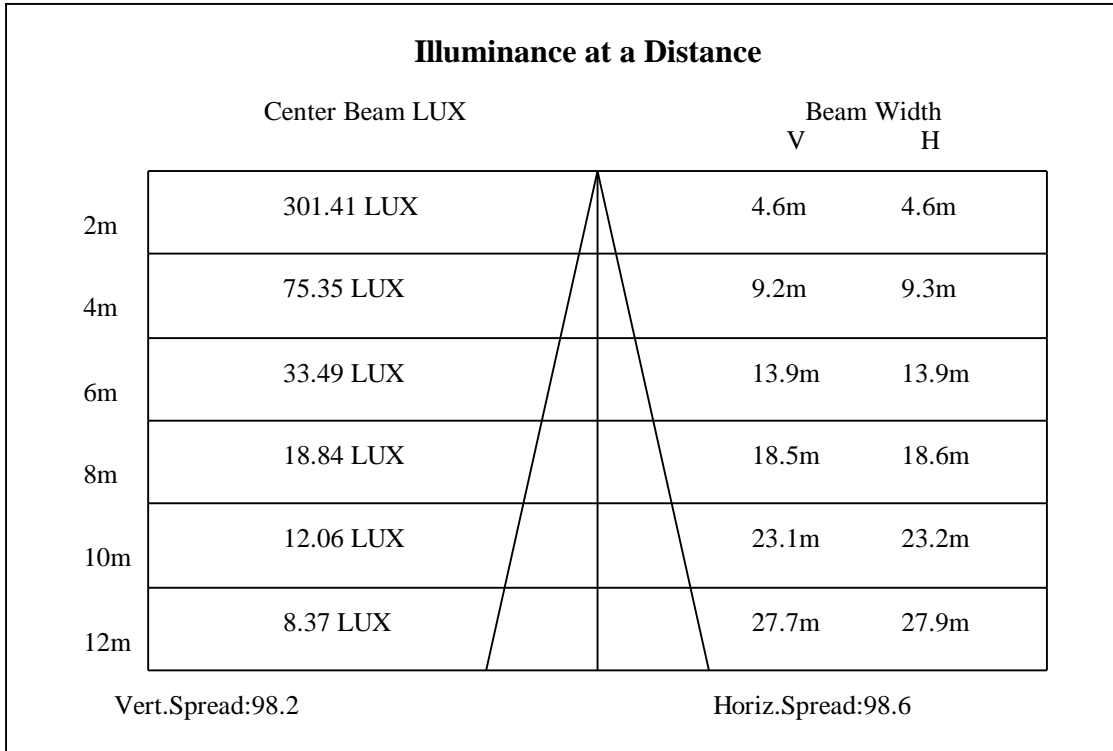 Illuminance at a Distance
Center Beam LUX Beam Width
V H
2m 301.41 LUX 4.6m 4.6m
4m 75.35 LUX 9.2m 9.3m
6m 33.49 LUX 13.9m 13.9m
8m 18.84 LUX 18.5m 18.6m
10m 12.06 LUX 23.1m 23.2m
12m 8.37 LUX 27.7m 27.9m
Vert.Spread:98.2 Horiz.Spread:98.6